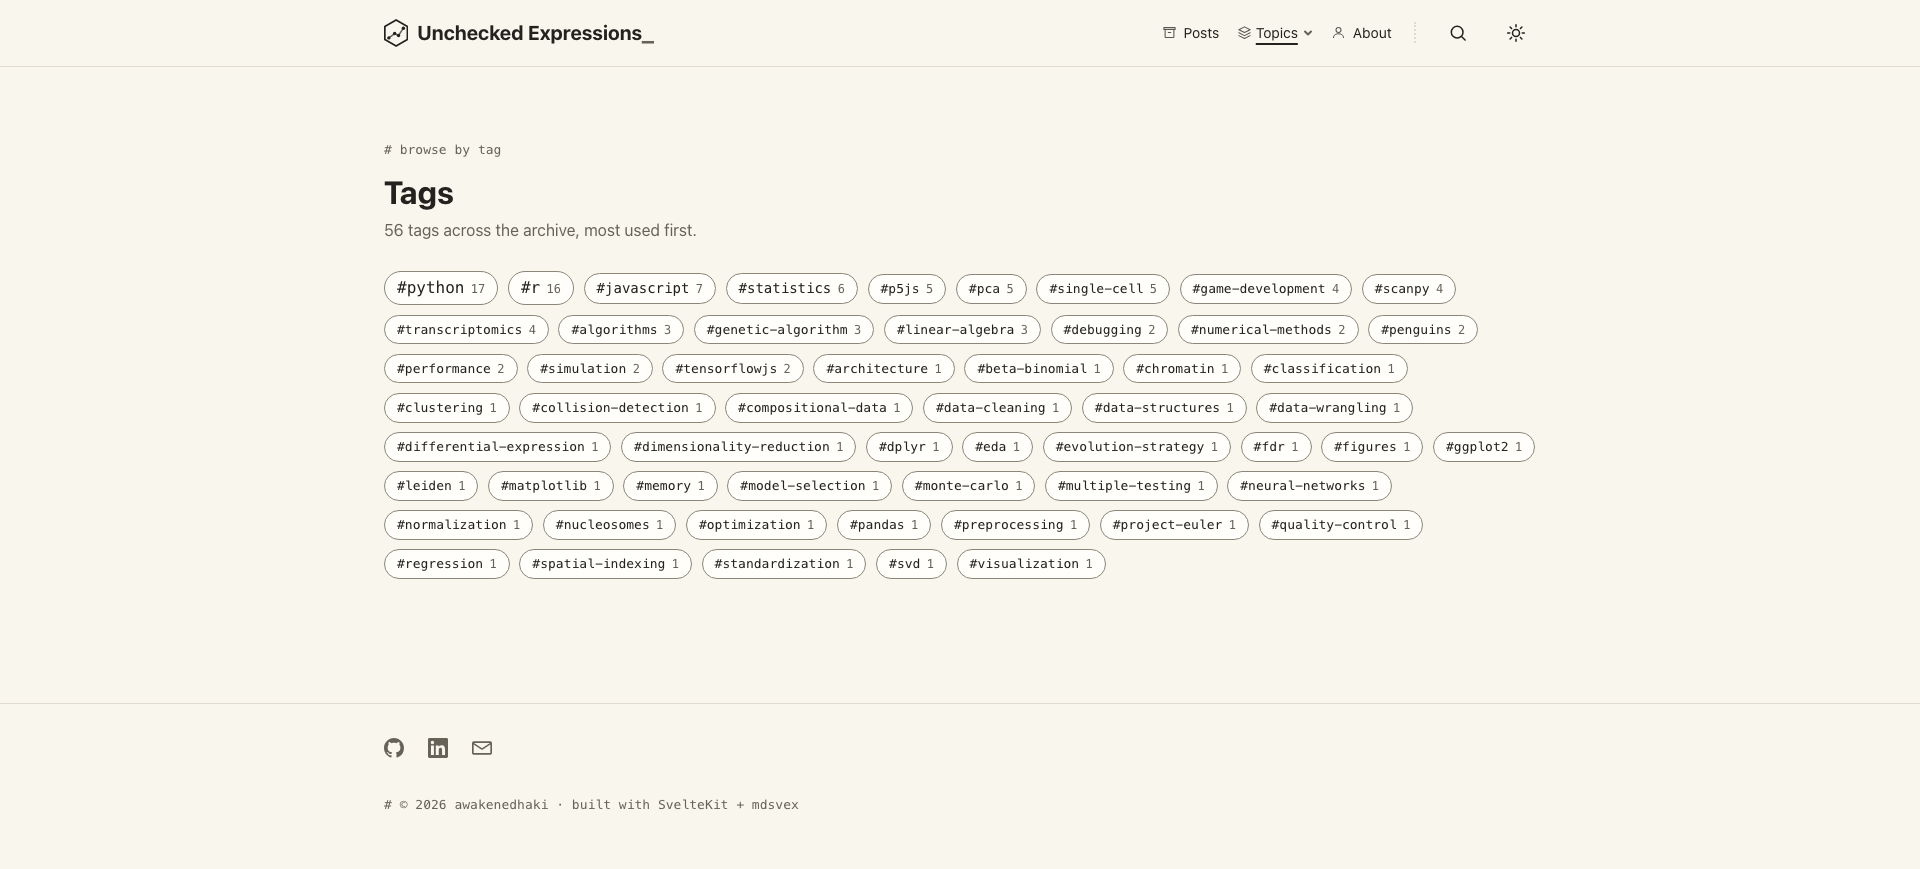 Unchecked Expressions_
Posts Topics About
# browse by tag
Tags
56 tags across the archive, most used first.
#python 17 #r 16 #javascript 7 #statistics 6 #p5js 5 #pca 5 #single-cell 5 #game-development 4 #scanpy 4
#transcriptomics 4 #algorithms 3 #genetic-algorithm 3 #linear-algebra 3 #debugging 2 #numerical-methods 2 #penguins 2
#performance 2 #simulation 2 #tensorflowjs 2 #architecture 1 #beta-binomial 1 #chromatin 1 #classification 1
#clustering 1 #collision-detection 1 #compositional-data 1 #data-cleaning 1 #data-structures 1 #data-wrangling 1
#differential-expression 1 #dimensionality-reduction 1 #dplyr 1 #eda 1 #evolution-strategy 1 #fdr 1 #figures 1 #ggplot2 1
#leiden 1 #matplotlib 1 #memory 1 #model-selection 1 #monte-carlo 1 #multiple-testing 1 #neural-networks 1
#normalization 1 #nucleosomes 1 #optimization 1 #pandas 1 #preprocessing 1 #project-euler 1 #quality-control 1
#regression 1 #spatial-indexing 1 #standardization 1 #svd 1 #visualization 1
# © 2026 awakenedhaki · built with SvelteKit + mdsvex